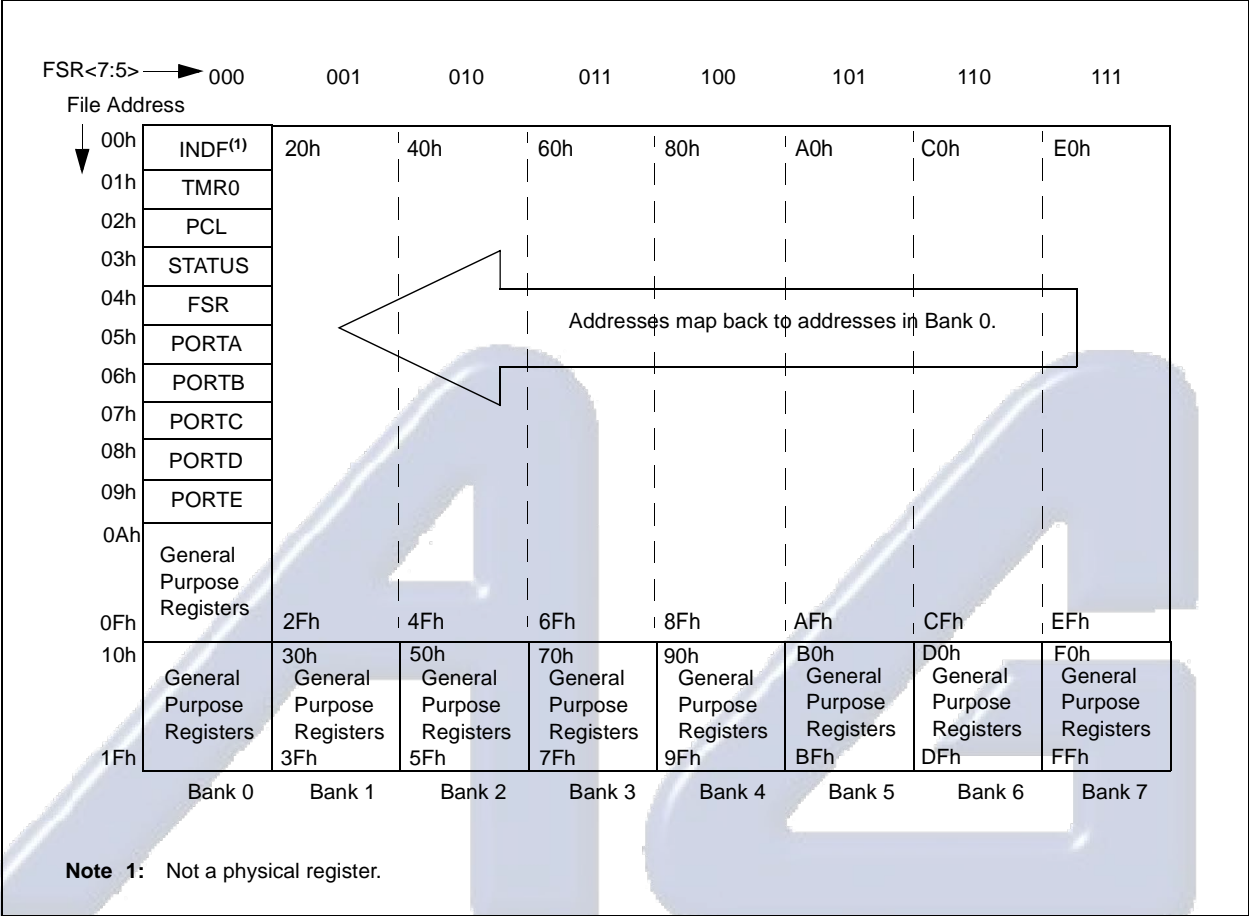 FSR<7:5> 000 001 010 011 100 101 110 111
File Address
00h INDF(1) 20h 40h 60h 80h A0h C0h E0h
01h TMR0
02h PCL
03h STATUS
04h FSR
Addresses map back to addresses in Bank 0.
05h PORTA
06h PORTB
07h PORTC
08h PORTD
09h PORTE
0Ah
General
Purpose
Registers
0Fh 2Fh 4Fh 6Fh 8Fh AFh CFh EFh
10h 30h 50h 70h 90h B0h D0h F0h
General General General General General General General General
Purpose Purpose Purpose Purpose Purpose Purpose Purpose Purpose
Registers Registers Registers Registers Registers Registers Registers Registers
1Fh 3Fh 5Fh 7Fh 9Fh BFh DFh FFh
Bank 0 Bank 1 Bank 2 Bank 3 Bank 4 Bank 5 Bank 6 Bank 7
Note 1: Not a physical register.